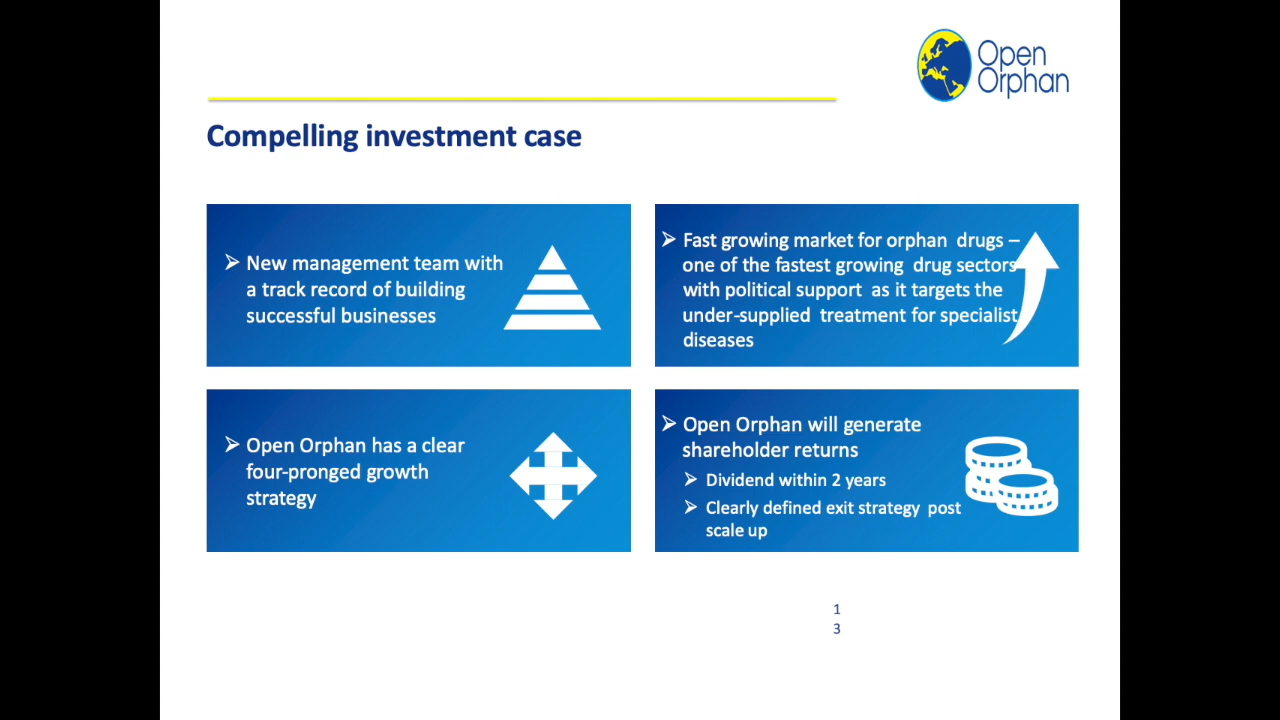 Open
Orphan
Compelling investment case
➢ New management team with
a track record of building
successful businesses
➢ Fast growing market for orphan drugs –
one of the fastest growing drug sectors
with political support as it targets the
under-supplied treatment for specialist
diseases
➢ Open Orphan has a clear
four-pronged growth
strategy
➢ Open Orphan will generate
shareholder returns
➢ Dividend within 2 years
➢ Clearly defined exit strategy post
scale up
1
3